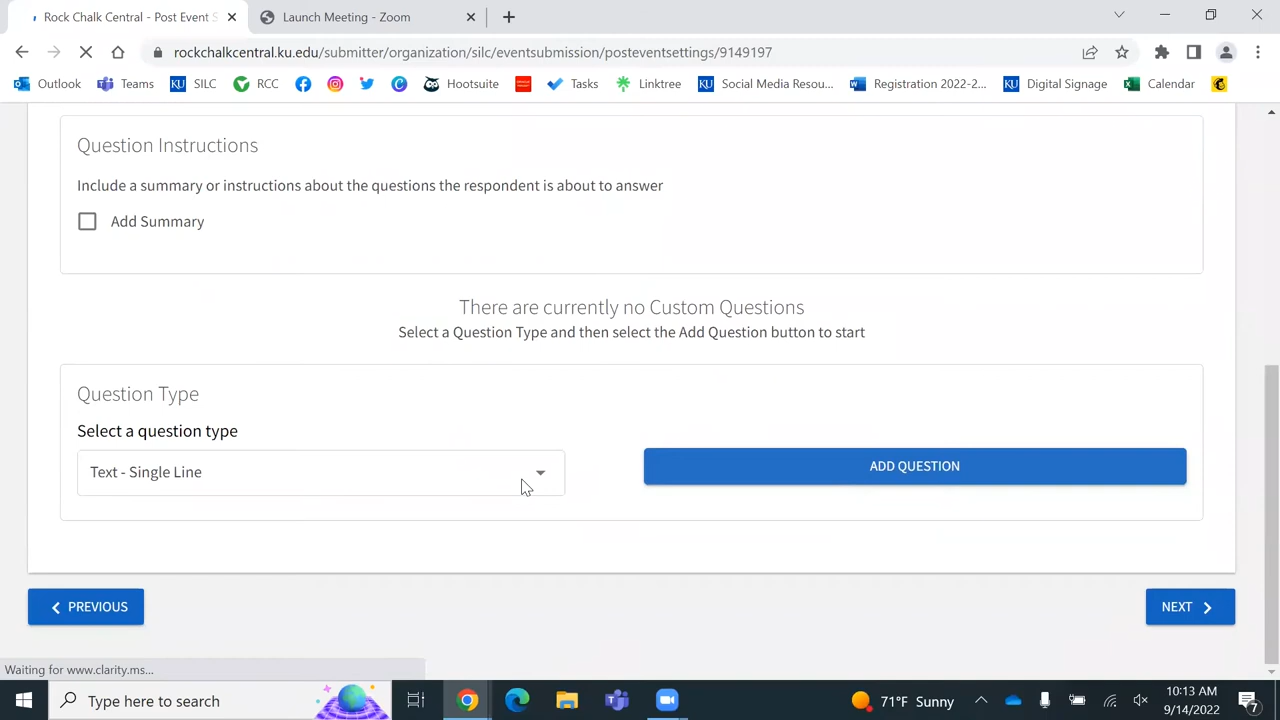 Rock Chalk Central - Post Event S
Launch Meeting - Zoom
rockchalkcentral.ku.edu/submitter/organization/silc/eventsubmission/posteventsettings/9149197
Outlook
Teams
KU SILC
RCC
Hootsuite
Tasks
Linktree
KU Social Media Resou...
Registration 2022-2...
KU Digital Signage
Calendar
Question Instructions
Include a summary or instructions about the questions the respondent is about to answer
Add Summary
There are currently no Custom Questions
Select a Question Type and then select the Add Question button to start
Question Type
Select a question type
Text - Single Line
ADD QUESTION
PREVIOUS
NEXT
Waiting for www.clarity.ms...
Type here to search
71°F Sunny
10:13 AM
9/14/2022
7